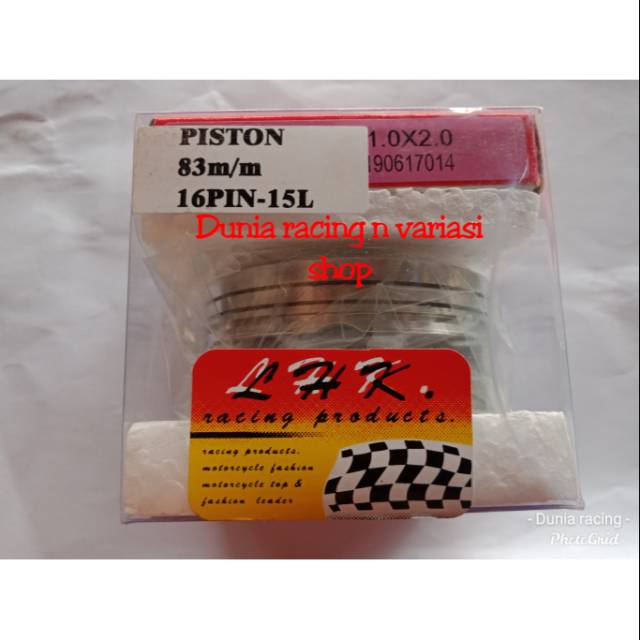 PISTON
83m/m
16PIN-15L
1.0X2.0
190617014
Dunia racing n variasi
shop
LHK.
racing products.
racing products.
motorcycle fashion
motorcycle top &
fashion leader
- Dunia racing -
PhotoGrid